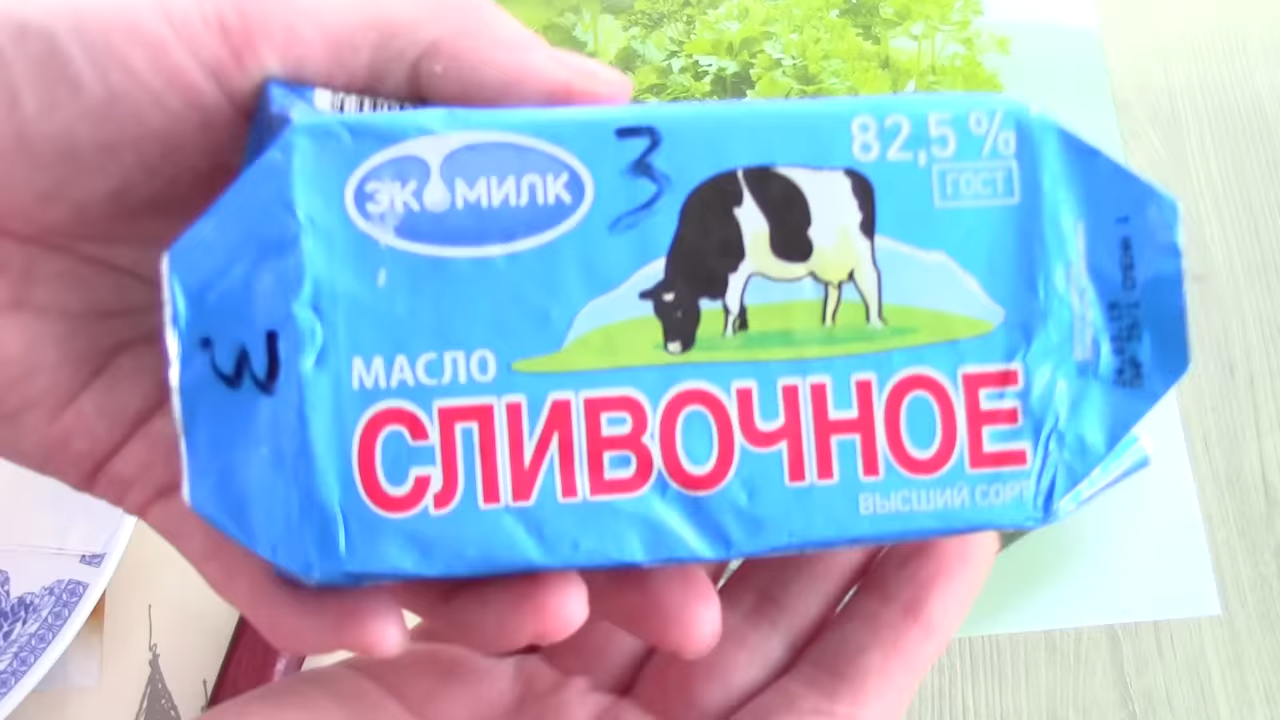 ЭКОМИЛК
3
82,5 %
ГОСТ
МАСЛО
СЛИВОЧНОЕ
ВЫСШИЙ СОРТ
3